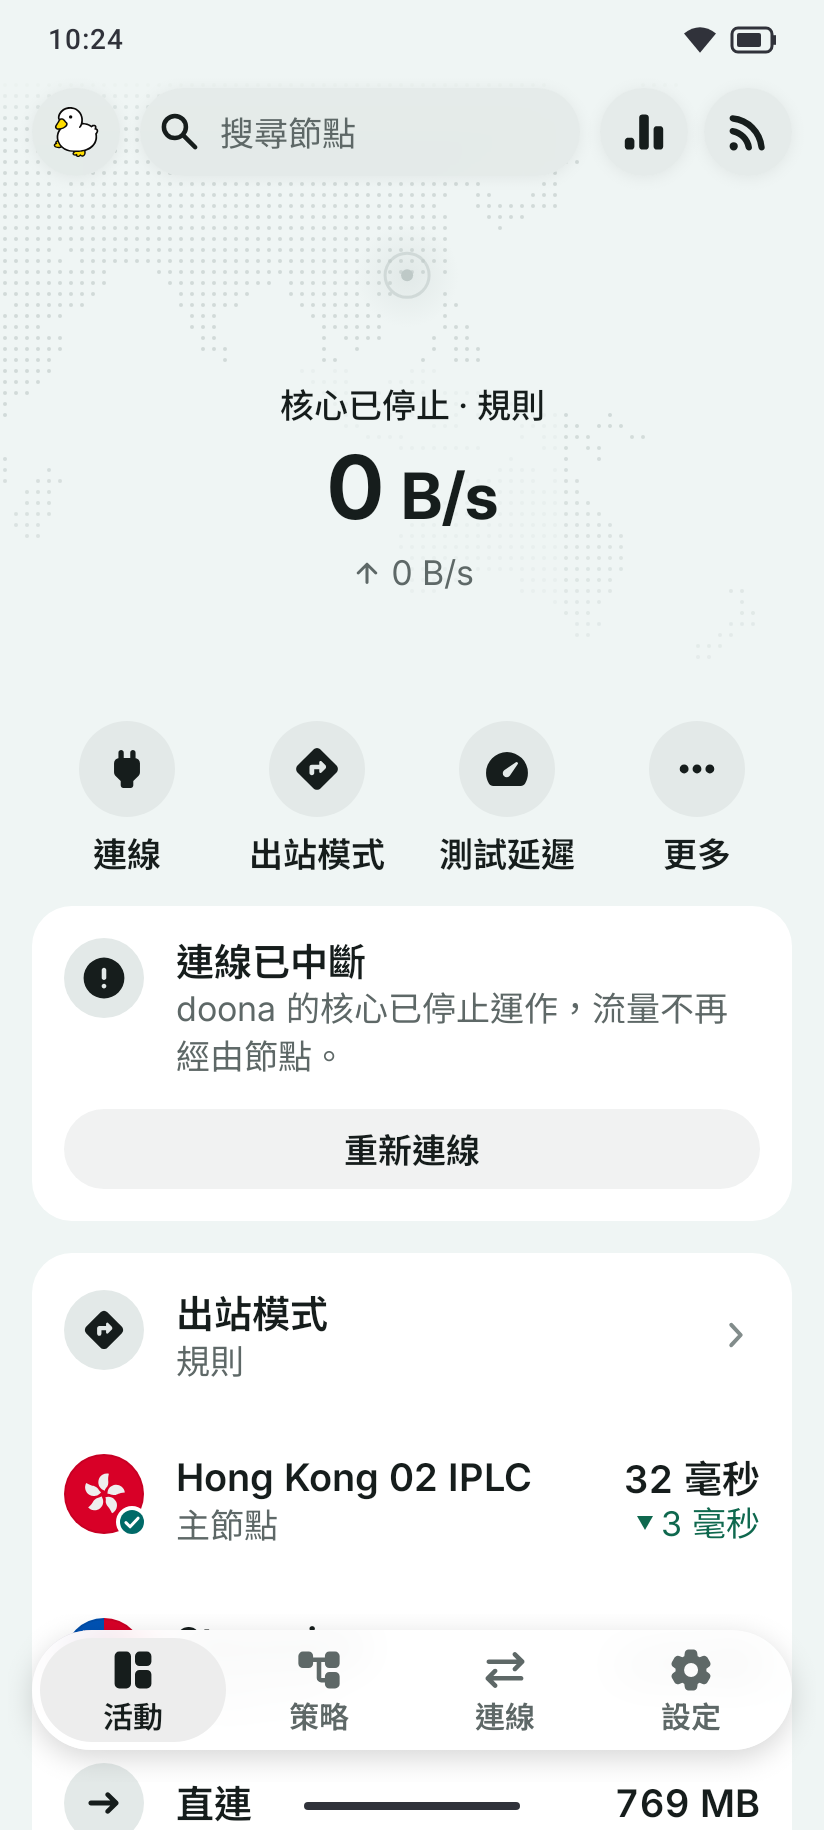 10:24
搜尋節點
核心已停止 · 規則
0 B/s
↑ 0 B/s
連線
出站模式
測試延遲
更多
連線已中斷
doona 的核心已停止運作，流量不再
經由節點。
重新連線
出站模式
規則
Hong Kong 02 IPLC
32 毫秒
主節點
▼ 3 毫秒
活動
策略
連線
設定
直連
769 MB